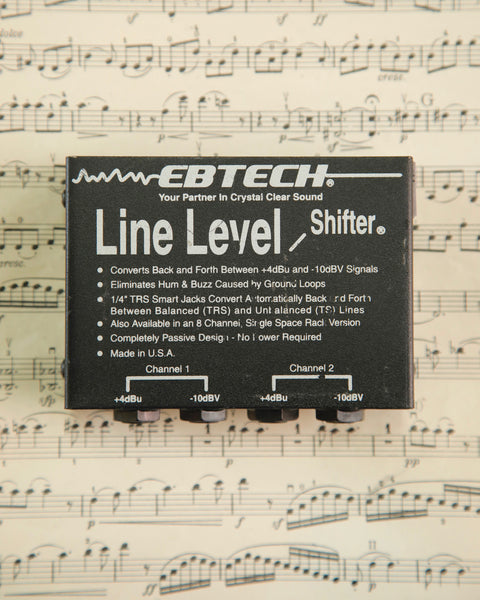 EBTECH®
Your Partner In Crystal Clear Sound
Line Level Shifter®
• Converts Back and Forth Between +4dBu and -10dBV Signals
• Eliminates Hum & Buzz Caused by Ground Loops
• 1/4" TRS Smart Jacks Convert Automatically Back and Forth
Between Balanced (TRS) and Unbalanced (TS) Lines
• Also Available in an 8 Channel, Single Space Rack Version
• Completely Passive Design - No Power Required
• Made in U.S.A.
Channel 1 Channel 2
+4dBu -10dBV +4dBu -10dBV